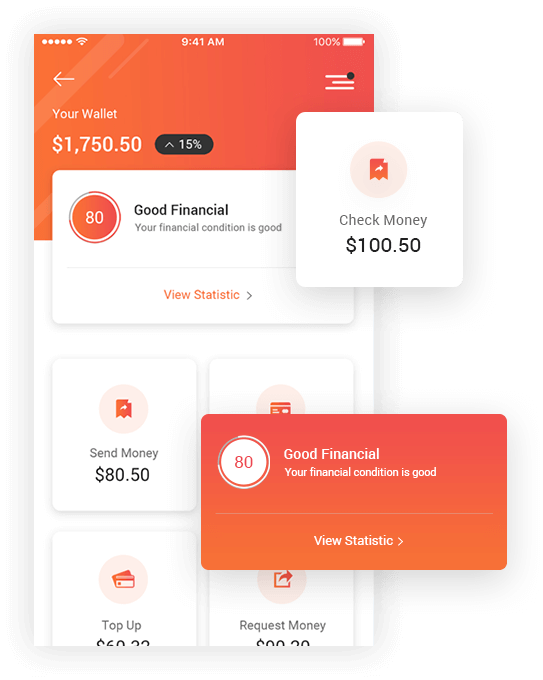 9:41 AM
100%
Your Wallet
$1,750.50
15%
80
Good Financial
Your financial condition is good
View Statistic
Check Money
$100.50
Send Money
$80.50
80
Good Financial
Your financial condition is good
View Statistic
Top Up
Request Money